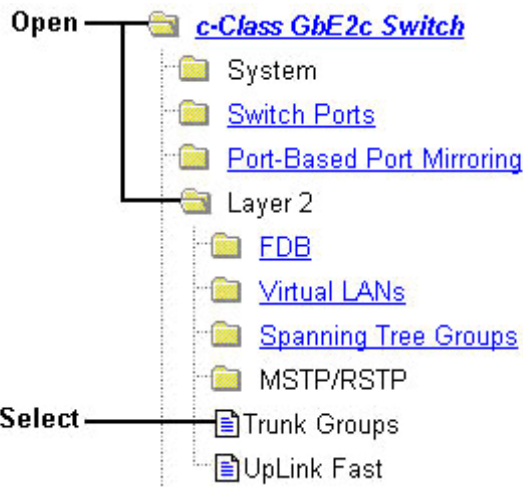 Open
c-Class GbE2c Switch
System
Switch Ports
Port-Based Port Mirroring
Layer 2
FDB
Virtual LANs
Spanning Tree Groups
MSTP/RSTP
Select
Trunk Groups
UpLink Fast